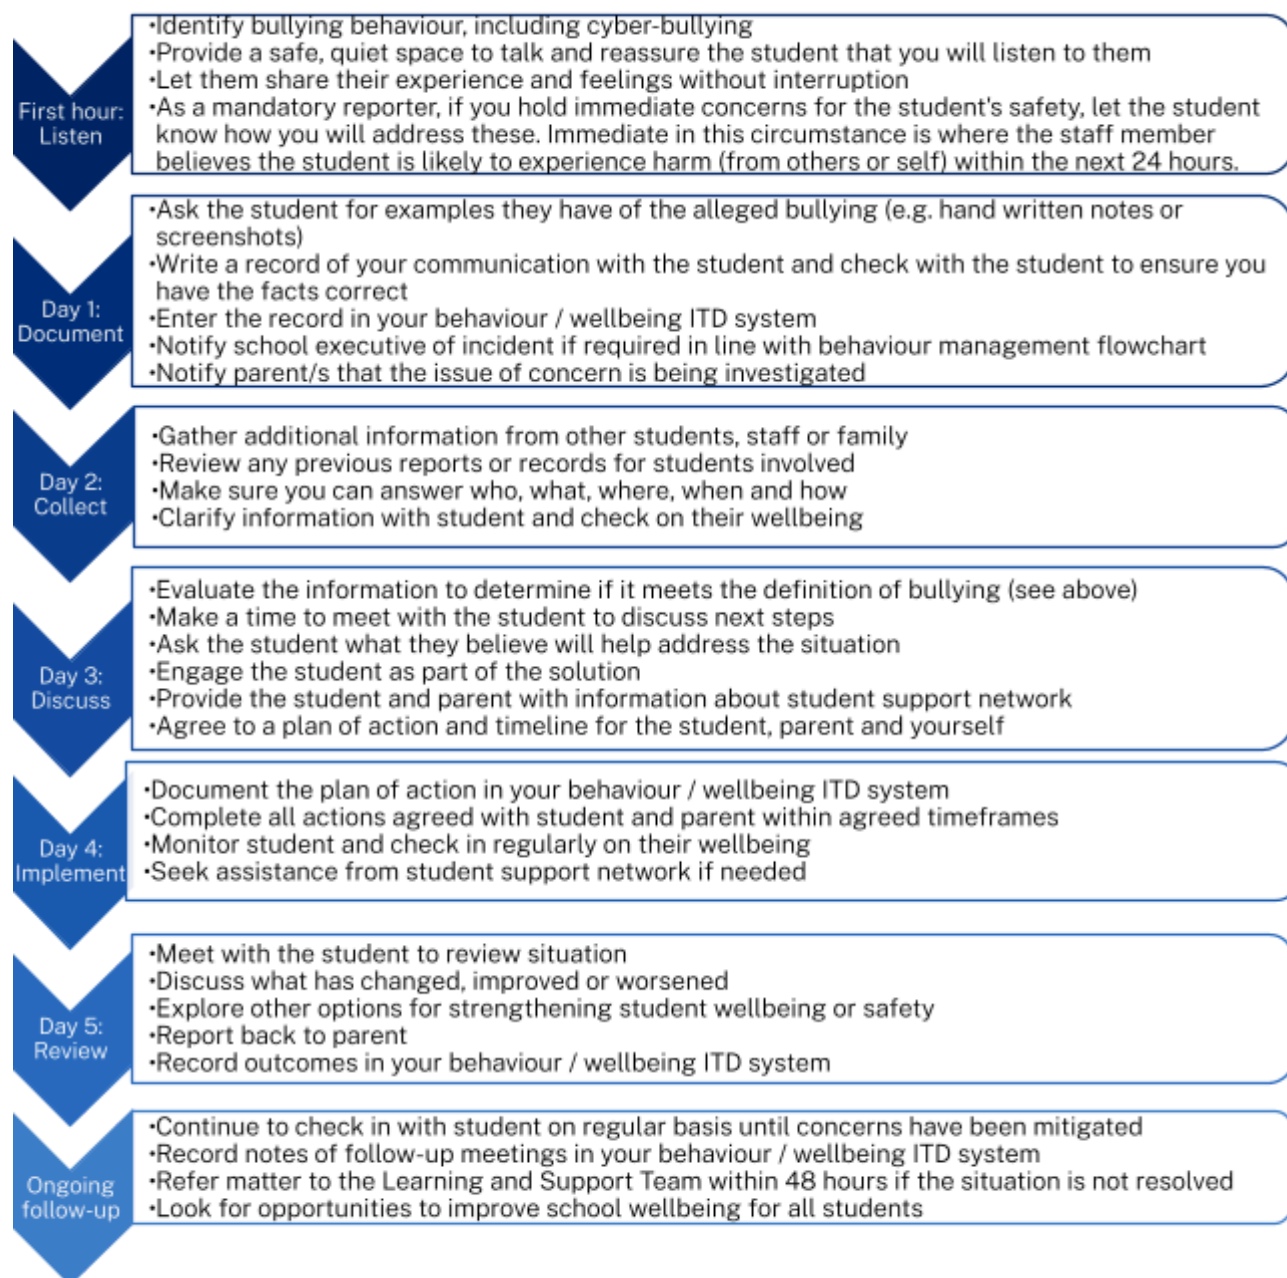 First hour:
Listen
•Identify bullying behaviour, including cyber-bullying
•Provide a safe, quiet space to talk and reassure the student that you will listen to them
•Let them share their experience and feelings without interruption
•As a mandatory reporter, if you hold immediate concerns for the student's safety, let the student
know how you will address these. Immediate in this circumstance is where the staff member
believes the student is likely to experience harm (from others or self) within the next 24 hours.
Day 1:
Document
•Ask the student for examples they have of the alleged bullying (e.g. hand written notes or
screenshots)
•Write a record of your communication with the student and check with the student to ensure you
have the facts correct
•Enter the record in your behaviour / wellbeing ITD system
•Notify school executive of incident if required in line with behaviour management flowchart
•Notify parent/s that the issue of concern is being investigated
Day 2:
Collect
•Gather additional information from other students, staff or family
•Review any previous reports or records for students involved
•Make sure you can answer who, what, where, when and how
•Clarify information with student and check on their wellbeing
Day 3:
Discuss
•Evaluate the information to determine if it meets the definition of bullying (see above)
•Make a time to meet with the student to discuss next steps
•Ask the student what they believe will help address the situation
•Engage the student as part of the solution
•Provide the student and parent with information about student support network
•Agree to a plan of action and timeline for the student, parent and yourself
Day 4:
Implement
•Document the plan of action in your behaviour / wellbeing ITD system
•Complete all actions agreed with student and parent within agreed timeframes
•Monitor student and check in regularly on their wellbeing
•Seek assistance from student support network if needed
Day 5:
Review
•Meet with the student to review situation
•Discuss what has changed, improved or worsened
•Explore other options for strengthening student wellbeing or safety
•Report back to parent
•Record outcomes in your behaviour / wellbeing ITD system
Ongoing
follow-up
•Continue to check in with student on regular basis until concerns have been mitigated
•Record notes of follow-up meetings in your behaviour / wellbeing ITD system
•Refer matter to the Learning and Support Team within 48 hours if the situation is not resolved
•Look for opportunities to improve school wellbeing for all students